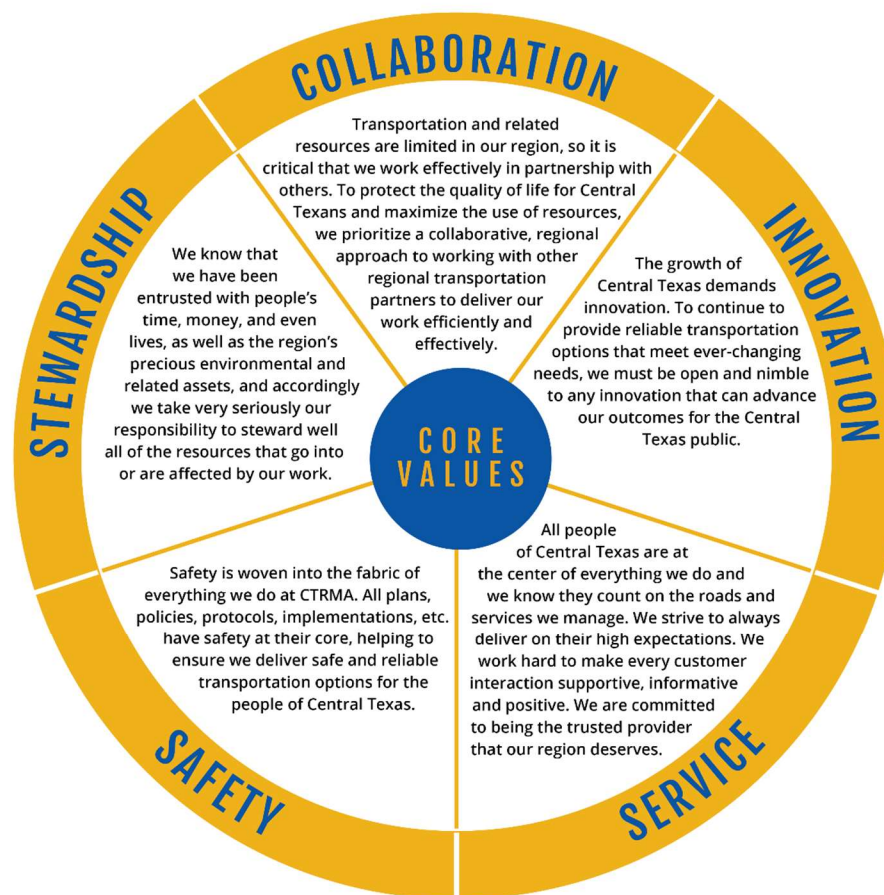 COLLABORATION
Transportation and related
resources are limited in our region, so it is
critical that we work effectively in partnership with
others. To protect the quality of life for Central
Texans and maximize the use of resources,
we prioritize a collaborative, regional
approach to working with other
regional transportation
partners to deliver our
work efficiently and
effectively.
INNOVATION
The growth of
Central Texas demands
innovation. To continue to
provide reliable transportation
options that meet ever-changing
needs, we must be open and nimble
to any innovation that can advance
our outcomes for the Central
Texas public.
SERVICE
All people
of Central Texas are at
the center of everything we do and
we know they count on the roads and
services we manage. We strive to always
deliver on their high expectations. We
work hard to make every customer
interaction supportive, informative
and positive. We are committed
to being the trusted provider
that our region deserves.
SAFETY
Safety is woven into the fabric of
everything we do at CTRMA. All plans,
policies, protocols, implementations, etc.
have safety at their core, helping to
ensure we deliver safe and reliable
transportation options for the
people of Central Texas.
STEWARDSHIP
We know that
we have been
entrusted with people's
time, money, and even
lives, as well as the region's
precious environmental and
related assets, and accordingly
we take very seriously our
responsibility to steward well
all of the resources that go into
or are affected by our work.
CORE
VALUES